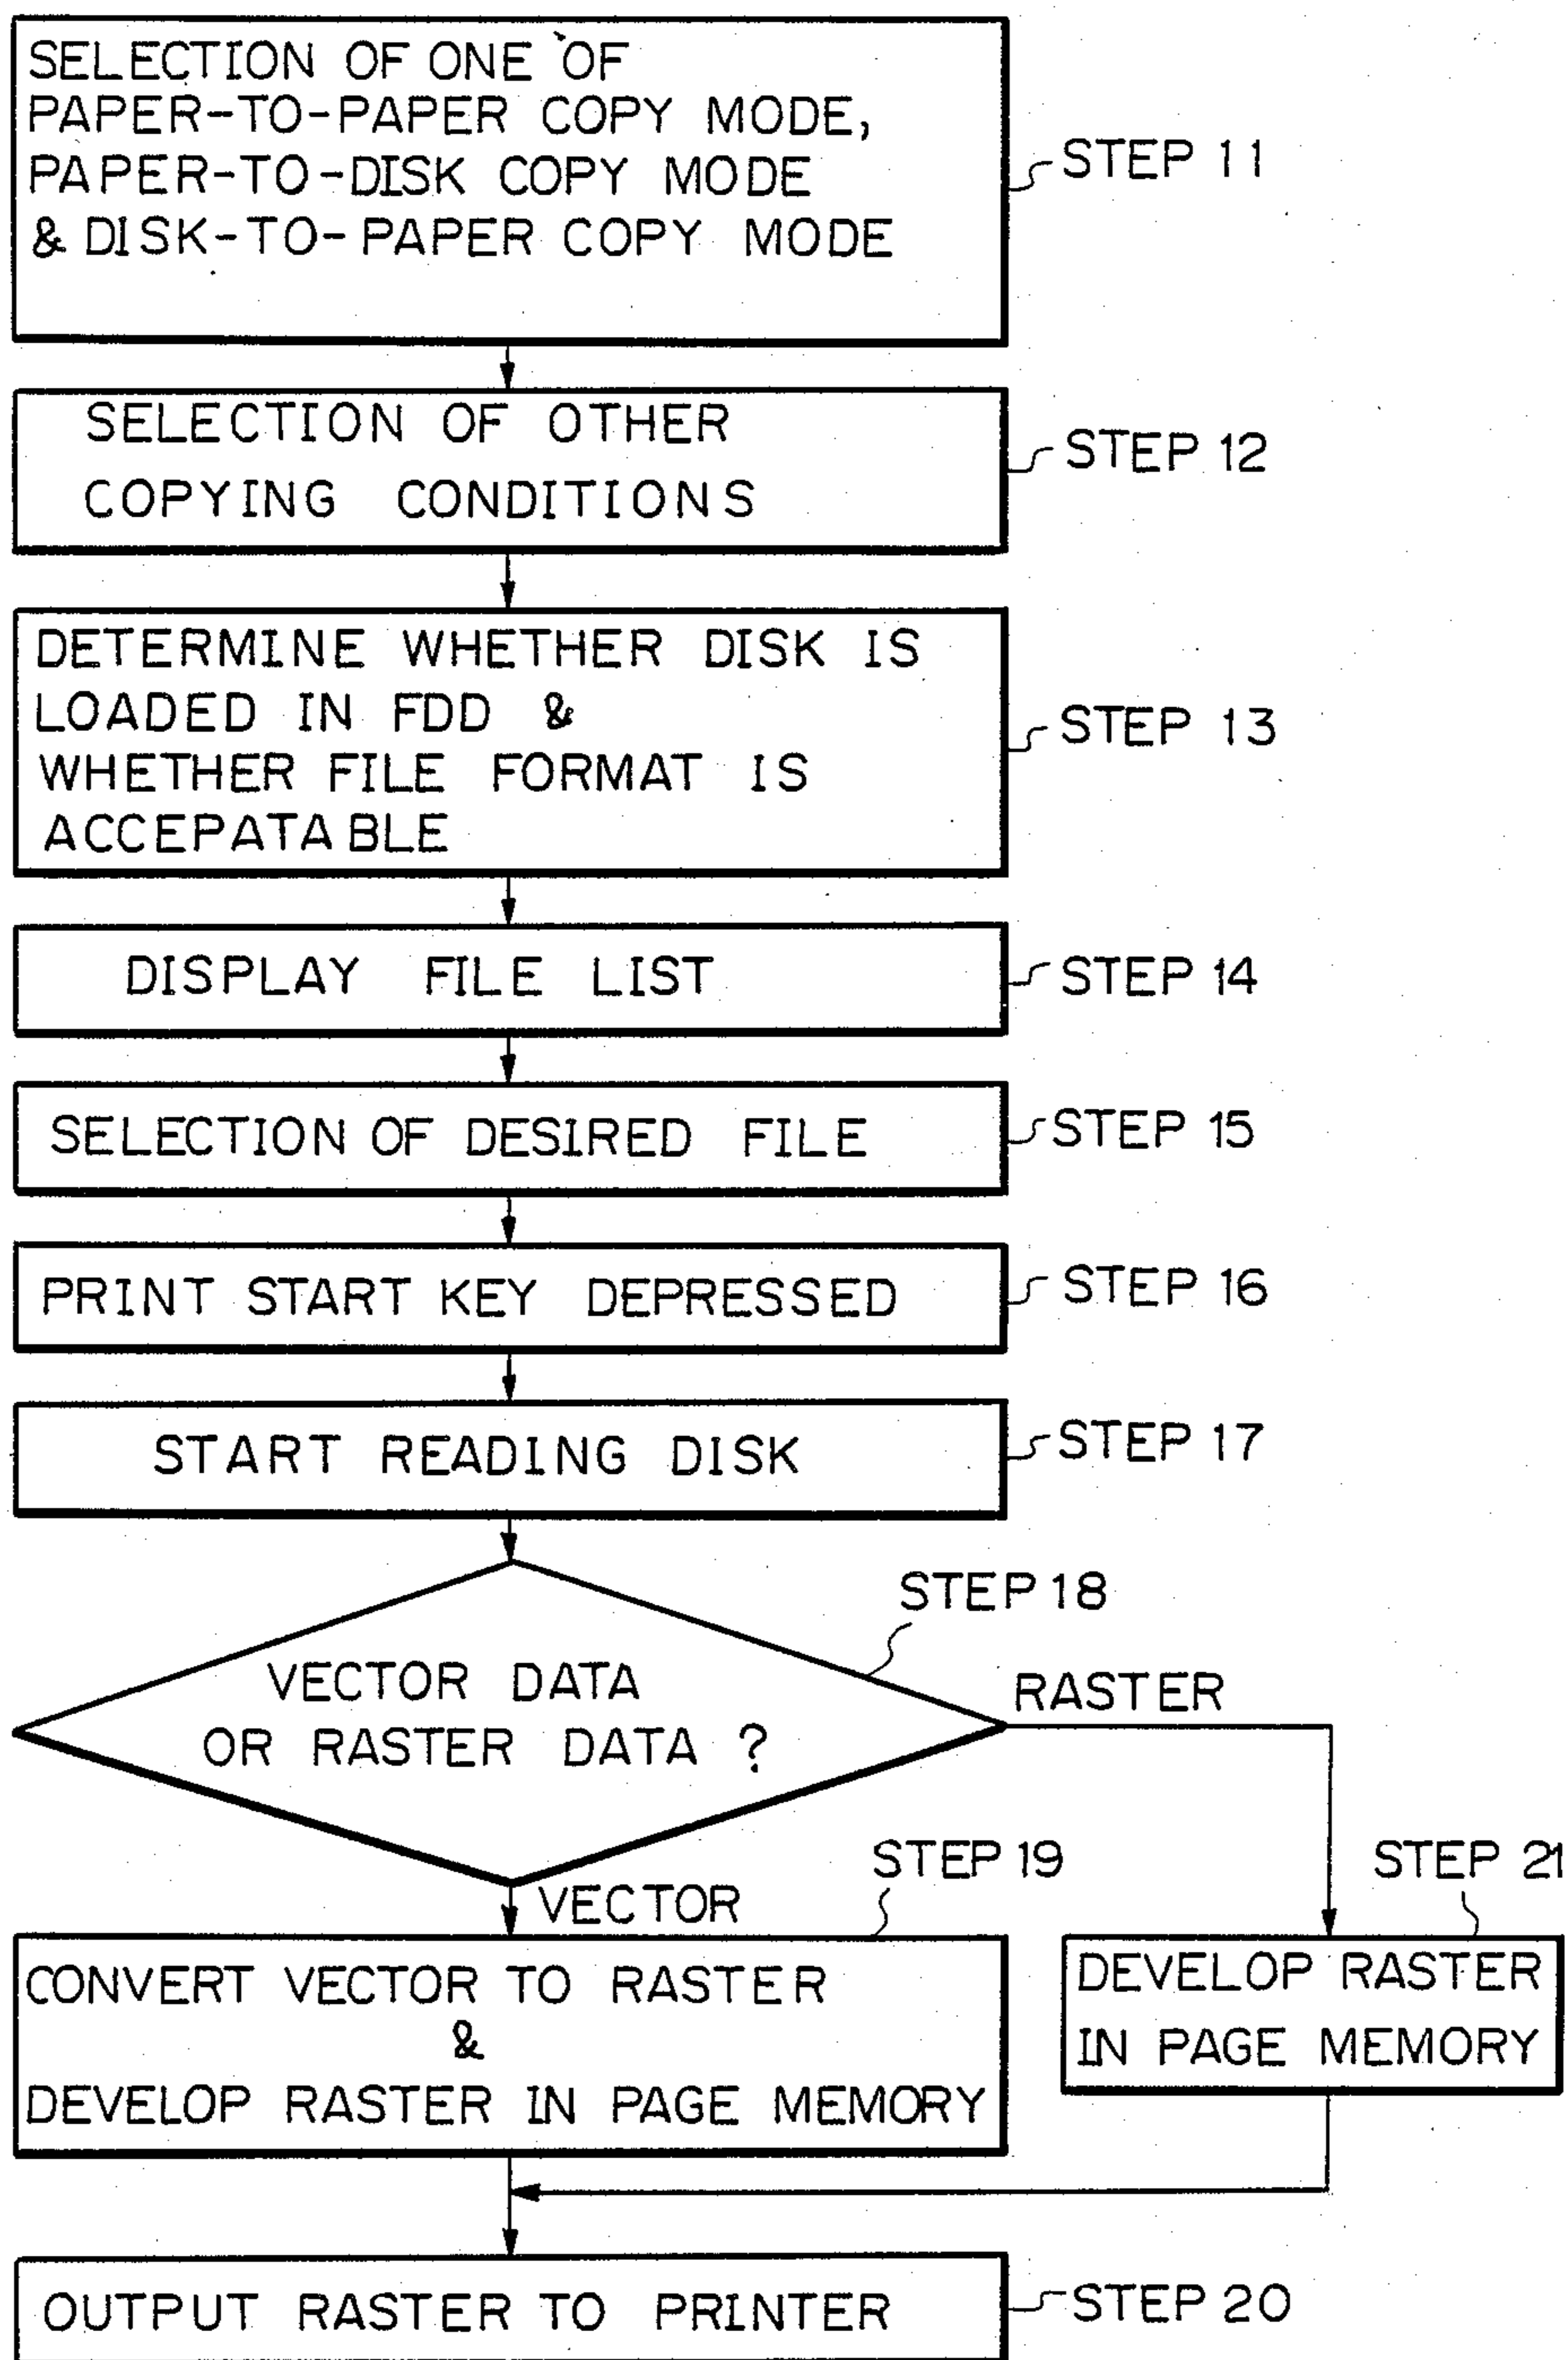 SELECTION OF ONE OF
PAPER-TO-PAPER COPY MODE,
PAPER-TO-DISK COPY MODE
& DISK-TO-PAPER COPY MODE
STEP 11
SELECTION OF OTHER
COPYING CONDITIONS
STEP 12
DETERMINE WHETHER DISK IS
LOADED IN FDD &
WHETHER FILE FORMAT IS
ACCEPATABLE
STEP 13
DISPLAY FILE LIST
STEP 14
SELECTION OF DESIRED FILE
STEP 15
PRINT START KEY DEPRESSED
STEP 16
START READING DISK
STEP 17
STEP 18
VECTOR DATA
OR RASTER DATA ?
RASTER
VECTOR
STEP 19
CONVERT VECTOR TO RASTER
&
DEVELOP RASTER IN PAGE MEMORY
STEP 21
DEVELOP RASTER
IN PAGE MEMORY
OUTPUT RASTER TO PRINTER
STEP 20